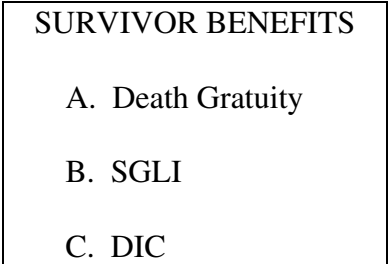 SURVIVOR BENEFITS
A. Death Gratuity
B. SGLI
C. DIC